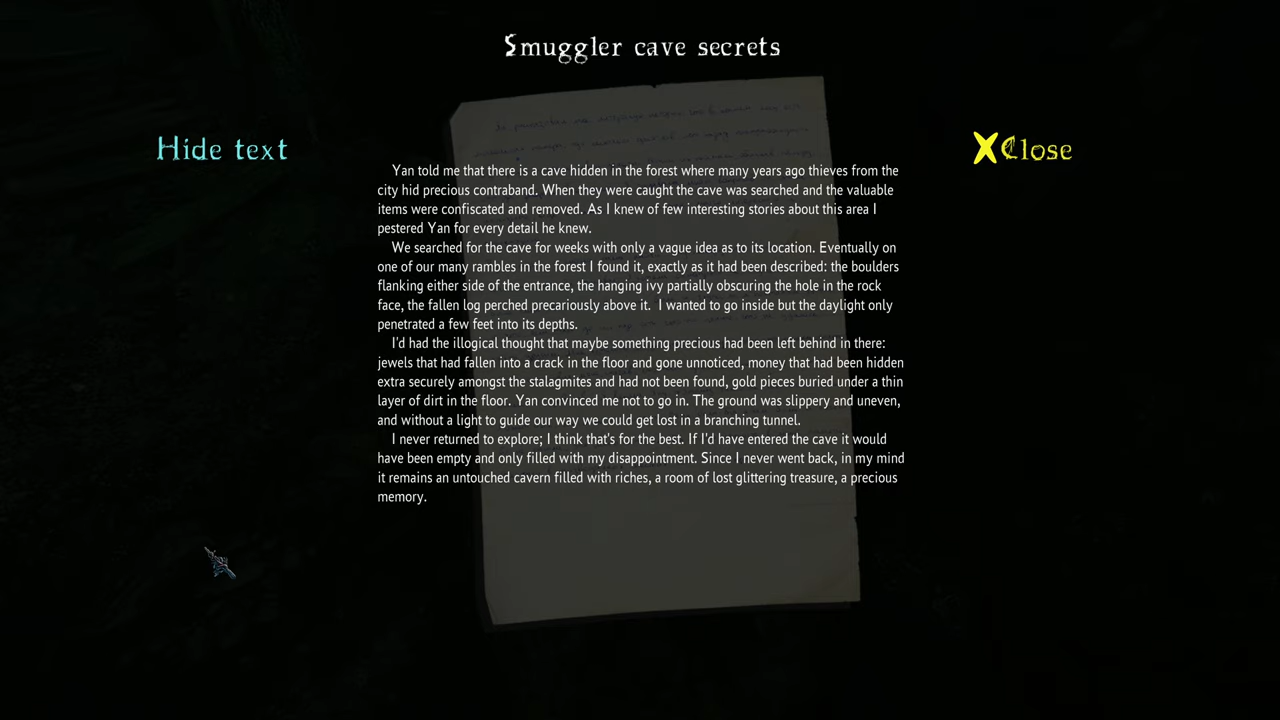 Smuggler cave secrets
Hide text
XClose
Yan told me that there is a cave hidden in the forest where many years ago thieves from the
city hid precious contraband. When they were caught the cave was searched and the valuable
items were confiscated and removed. As I knew of few interesting stories about this area I
pestered Yan for every detail he knew.
We searched for the cave for weeks with only a vague idea as to its location. Eventually on
one of our many rambles in the forest I found it, exactly as it had been described: the boulders
flanking either side of the entrance, the hanging ivy partially obscuring the hole in the rock
face, the fallen log perched precariously above it.  I wanted to go inside but the daylight only
penetrated a few feet into its depths.
I'd had the illogical thought that maybe something precious had been left behind in there:
jewels that had fallen into a crack in the floor and gone unnoticed, money that had been hidden
extra securely amongst the stalagmites and had not been found, gold pieces buried under a thin
layer of dirt in the floor. Yan convinced me not to go in. The ground was slippery and uneven,
and without a light to guide our way we could get lost in a branching tunnel.
I never returned to explore; I think that's for the best. If I'd have entered the cave it would
have been empty and only filled with my disappointment. Since I never went back, in my mind
it remains an untouched cavern filled with riches, a room of lost glittering treasure, a precious
memory.